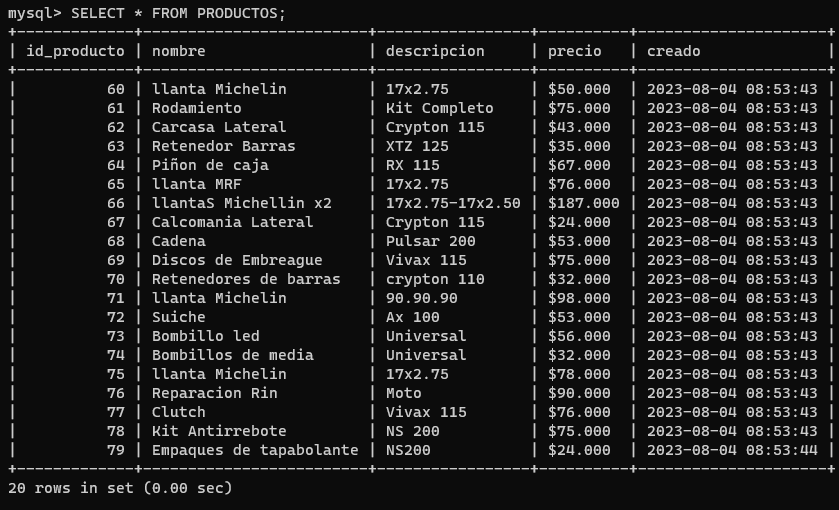 mysql> SELECT * FROM PRODUCTOS;
+-------------+-------------------------+-----------------+----------+---------------------+
| id_producto | nombre                  | descripcion     | precio   | creado              |
+-------------+-------------------------+-----------------+----------+---------------------+
|          60 | llanta Michelin         | 17x2.75         | $50.000  | 2023-08-04 08:53:43 |
|          61 | Rodamiento              | Kit Completo    | $75.000  | 2023-08-04 08:53:43 |
|          62 | Carcasa Lateral         | Crypton 115     | $43.000  | 2023-08-04 08:53:43 |
|          63 | Retenedor Barras        | XTZ 125         | $35.000  | 2023-08-04 08:53:43 |
|          64 | Piñon de caja           | RX 115          | $67.000  | 2023-08-04 08:53:43 |
|          65 | llanta MRF              | 17x2.75         | $76.000  | 2023-08-04 08:53:43 |
|          66 | llantaS Michellin x2    | 17x2.75-17x2.50 | $187.000 | 2023-08-04 08:53:43 |
|          67 | Calcomania Lateral      | Crypton 115     | $24.000  | 2023-08-04 08:53:43 |
|          68 | Cadena                  | Pulsar 200      | $53.000  | 2023-08-04 08:53:43 |
|          69 | Discos de Embreague     | Vivax 115       | $75.000  | 2023-08-04 08:53:43 |
|          70 | Retenedores de barras   | crypton 110     | $32.000  | 2023-08-04 08:53:43 |
|          71 | llanta Michelin         | 90.90.90        | $98.000  | 2023-08-04 08:53:43 |
|          72 | Suiche                  | Ax 100          | $53.000  | 2023-08-04 08:53:43 |
|          73 | Bombillo led            | Universal       | $56.000  | 2023-08-04 08:53:43 |
|          74 | Bombillos de media      | Universal       | $32.000  | 2023-08-04 08:53:43 |
|          75 | llanta Michelin         | 17x2.75         | $78.000  | 2023-08-04 08:53:43 |
|          76 | Reparacion Rin          | Moto            | $90.000  | 2023-08-04 08:53:43 |
|          77 | Clutch                  | Vivax 115       | $76.000  | 2023-08-04 08:53:43 |
|          78 | Kit Antirrebote         | NS 200          | $75.000  | 2023-08-04 08:53:43 |
|          79 | Empaques de tapabolante | NS200           | $24.000  | 2023-08-04 08:53:44 |
+-------------+-------------------------+-----------------+----------+---------------------+
20 rows in set (0.00 sec)